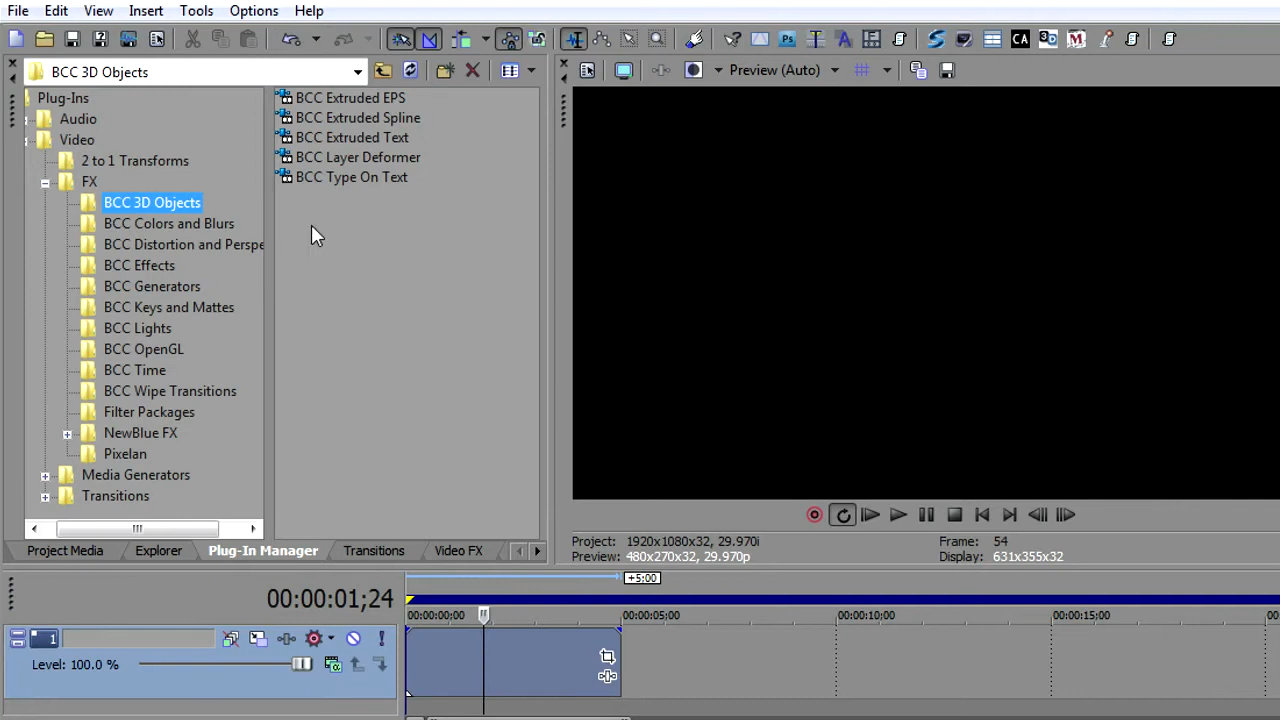 File Edit View Insert Tools Options Help
BCC 3D Objects
Preview (Auto)
Plug-Ins
Audio
Video
2 to 1 Transforms
FX
BCC 3D Objects
BCC Colors and Blurs
BCC Distortion and Perspe
BCC Effects
BCC Generators
BCC Keys and Mattes
BCC Lights
BCC OpenGL
BCC Time
BCC Wipe Transitions
Filter Packages
NewBlue FX
Pixelan
Media Generators
Transitions
BCC Extruded EPS
BCC Extruded Spline
BCC Extruded Text
BCC Layer Deformer
BCC Type On Text
Project Media Explorer Plug-In Manager Transitions Video FX
Project: 1920x1080x32, 29.970i
Preview: 480x270x32, 29.970p
Frame: 54
Display: 631x355x32
+5;00
00:00:01;24
00:00:00;00 00:00:05;00 00:00:10;00 00:00:15;00 00:
1
Level: 100.0 %